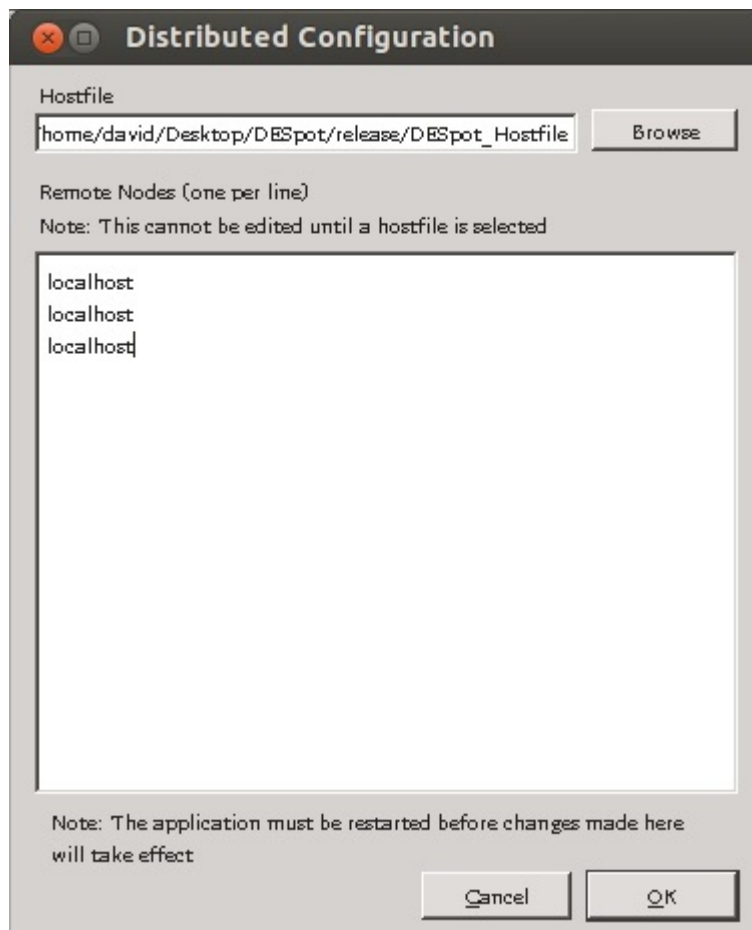 Distributed Configuration
Hostfile
home/david/Desktop/DESpot/release/DESpot_Hostfile
Browse
Remote Nodes (one per line)
Note: This cannot be edited until a hostfile is selected
localhost
localhost
localhost
Note: The application must be restarted before changes made here
will take effect
Cancel
OK